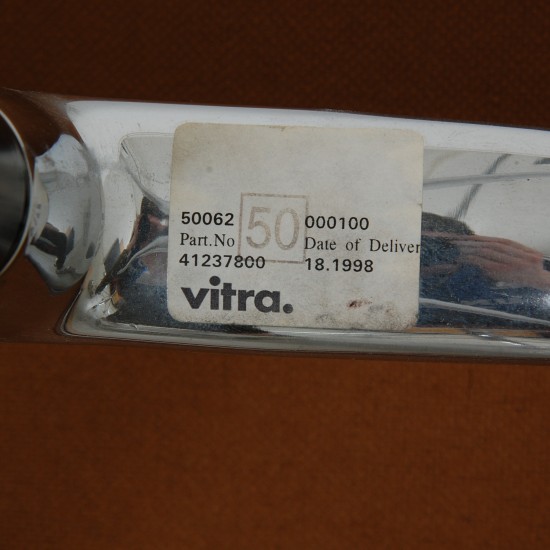 50062 50 000100
Part.No Date of Deliver
41237800 18.1998
vitra.